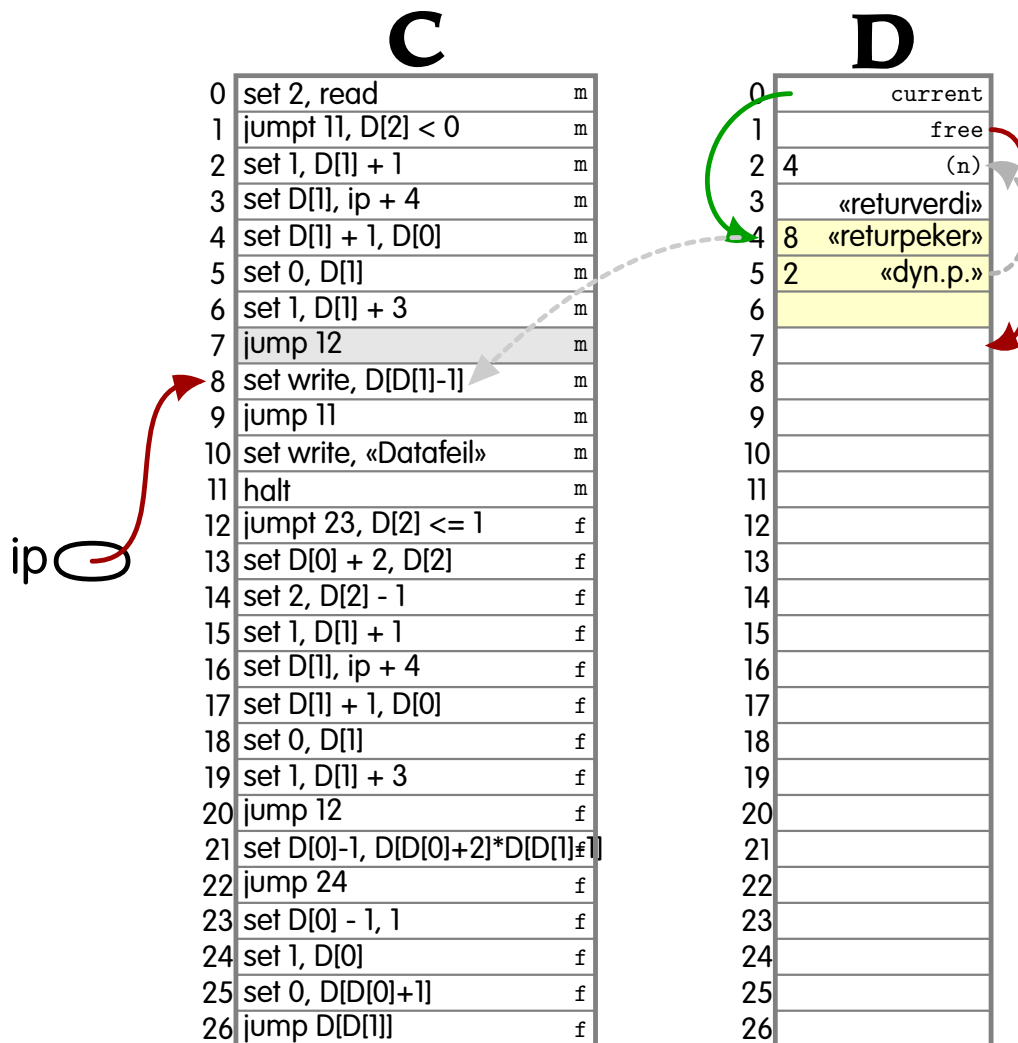 C D
0 set 2, read m 0 current
1 jumpt 11, D[2] < 0 m 1 free
2 set 1, D[1] + 1 m 2 4 (n)
3 set D[1], ip + 4 m 3 «returverdi»
4 set D[1] + 1, D[0] m 4 8 «returpeker»
5 set 0, D[1] m 5 2 «dyn.p.»
6 set 1, D[1] + 3 m 6
7 jump 12 m 7
8 set write, D[D[1]-1] m 8
9 jump 11 m 9
10 set write, «Datafeil» m 10
11 halt m 11
12 jumpt 23, D[2] <= 1 f 12
ip
13 set D[0] + 2, D[2] f 13
14 set 2, D[2] - 1 f 14
15 set 1, D[1] + 1 f 15
16 set D[1], ip + 4 f 16
17 set D[1] + 1, D[0] f 17
18 set 0, D[1] f 18
19 set 1, D[1] + 3 f 19
20 jump 12 f 20
21 set D[0]-1, D[D[0]+2]*D[D[1]-1] f 21
22 jump 24 f 22
23 set D[0] - 1, 1 f 23
24 set 1, D[0] f 24
25 set 0, D[D[0]+1] f 25
26 jump D[D[1]] f 26